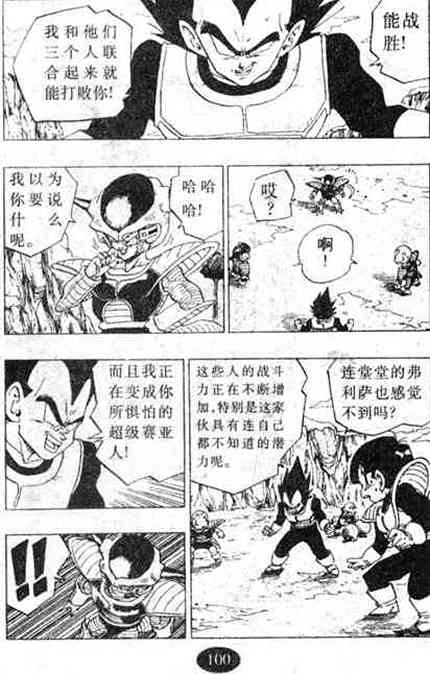 能战
胜!
我和他们
三个人联
合起来就
能打败你!
哎
?
啊
!
哈哈
哈!
我以为
你要说
什么
呢。
连堂堂的弗
利萨也感觉
不到吗?
这些人的战斗
力正在不断增
加,特别是这家
伙具有连自己
都不知道的潜
力呢。
而且我正
在变成你
所惧怕的
超级赛亚
人!
!!
100